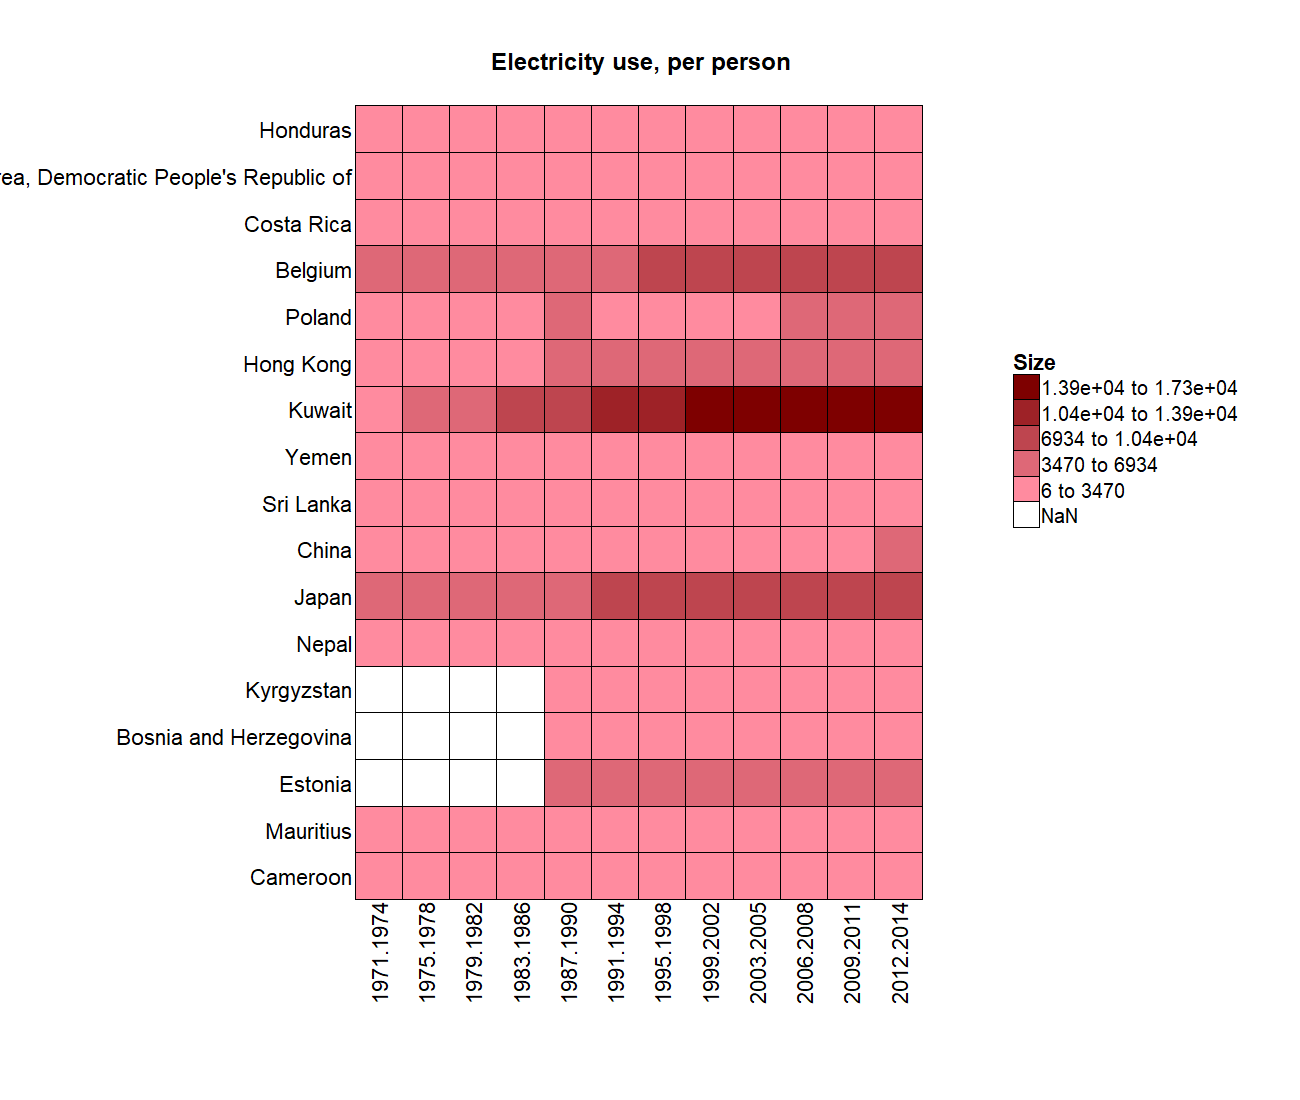 Electricity use, per person
Honduras
Democratic People's Republic of
Costa Rica
Belgium
Poland
Hong Kong
Kuwait
Yemen
Sri Lanka
China
Japan
Nepal
Kyrgyzstan
Bosnia and Herzegovina
Estonia
Mauritius
Cameroon
1971.1974
1975.1978
1979.1982
1983.1986
1987.1990
1991.1994
1995.1998
1999.2002
2003.2005
2006.2008
2009.2011
2012.2014
Size
1.39e+04 to 1.73e+04
1.04e+04 to 1.39e+04
6934 to 1.04e+04
3470 to 6934
6 to 3470
NaN